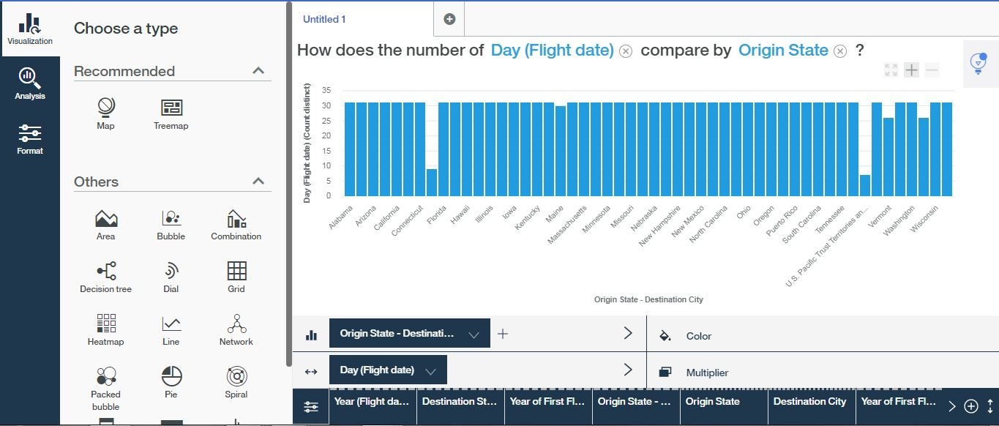 Visualization
Analysis
Format
Choose a type
Recommended
Map
Treemap
Others
Area
Bubble
Combination
Decision tree
Dial
Grid
Heatmap
Line
Network
Packed
bubble
Pie
Spiral
Untitled 1
How does the number of Day (Flight date) compare by Origin State ?
Day (Flight date) (Count distinct)
35
30
25
20
15
10
5
0
Alabama
Arizona
California
Connecticut
Florida
Hawaii
Illinois
Iowa
Kentucky
Maine
Massachusetts
Minnesota
Missouri
Nebraska
New Hampshire
New Mexico
North Carolina
Ohio
Oregon
Puerto Rico
South Carolina
Tennessee
U.S. Pacific Trust Territories an...
Vermont
Washington
Wisconsin
Origin State - Destination City
Origin State - Destinati...
Color
Day (Flight date)
Multiplier
Year (Flight da...
Destination St...
Year of First Fl...
Origin State - ...
Origin State
Destination City
Year of First Fl...